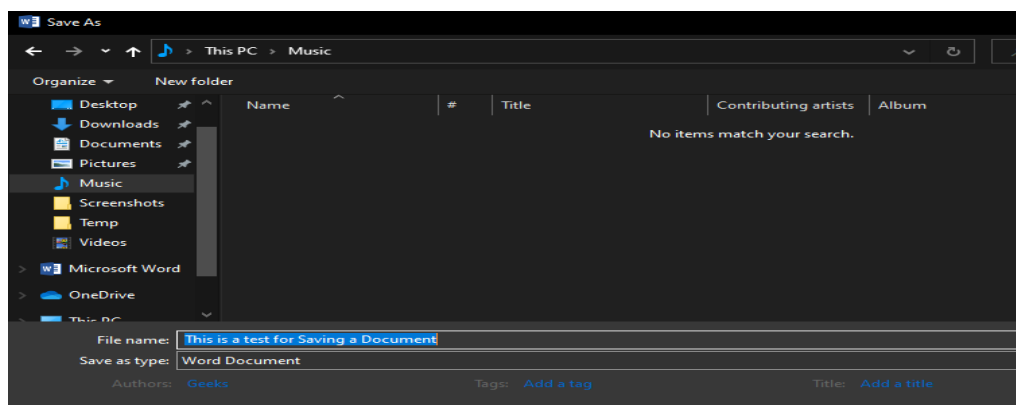 Save As
This PC > Music
Organize New folder
Desktop Name # Title Contributing artists Album
Downloads No items match your search.
Documents
Pictures
Music
Screenshots
Temp
Videos
Microsoft Word
OneDrive
This PC
File name: This is a test for Saving a Document
Save as type: Word Document
Authors: Geeks Tags: Add a tag Title: Add a title